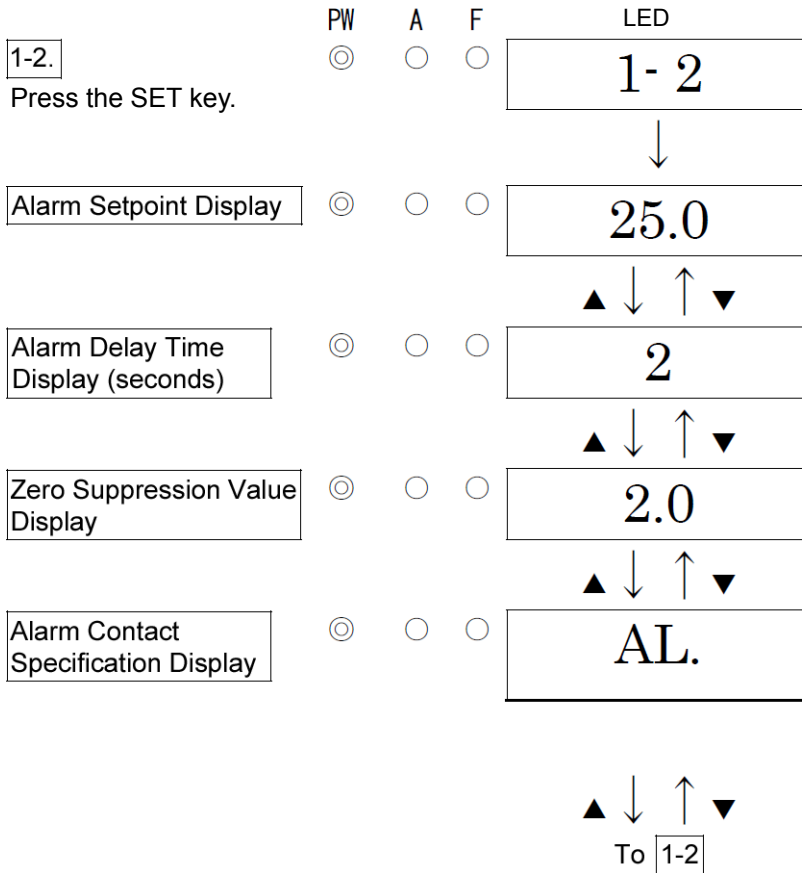 PW A F LED
1-2. ◎ ○ ○ 1- 2
Press the SET key.
↓
Alarm Setpoint Display ◎ ○ ○ 25.0
▲ ↓ ↑ ▼
Alarm Delay Time ◎ ○ ○ 2
Display (seconds)
▲ ↓ ↑ ▼
Zero Suppression Value ◎ ○ ○ 2.0
Display
▲ ↓ ↑ ▼
Alarm Contact ◎ ○ ○ AL.
Specification Display
▲ ↓ ↑ ▼
To 1-2